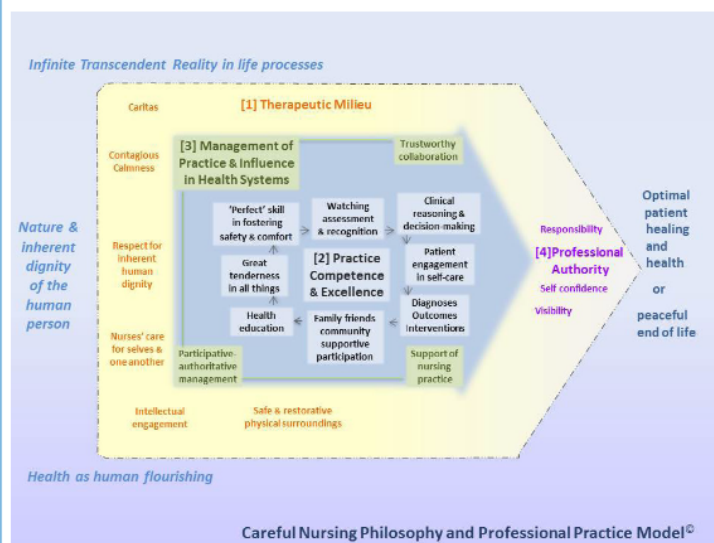 Infinite Transcendent Reality in life processes
Caritas
[1] Therapeutic Milieu
Contagious
Calmness
[3] Management of
Practice & Influence
in Health Systems
Trustworthy
collaboration
Nature &
inherent
dignity
of the
human
person
Respect for
inherent
human
dignity
'Perfect' skill
in fostering
safety & comfort
Watching
assessment
& recognition
Clinical
reasoning &
decision-making
Great
tenderness
in all things
[2] Practice
Competence
& Excellence
Patient
engagement
in self-care
Health
education
Family friends
community
supportive
participation
Diagnoses
Outcomes
Interventions
Nurses' care
for selves &
one another
Participative-
authoritative
management
Support of
nursing
practice
Intellectual
engagement
Safe & restorative
physical surroundings
Responsibility
[4]Professional
Authority
Self confidence
Visibility
Optimal
patient
healing
and
health
or
peaceful
end of life
Health as human flourishing
Careful Nursing Philosophy and Professional Practice Model©